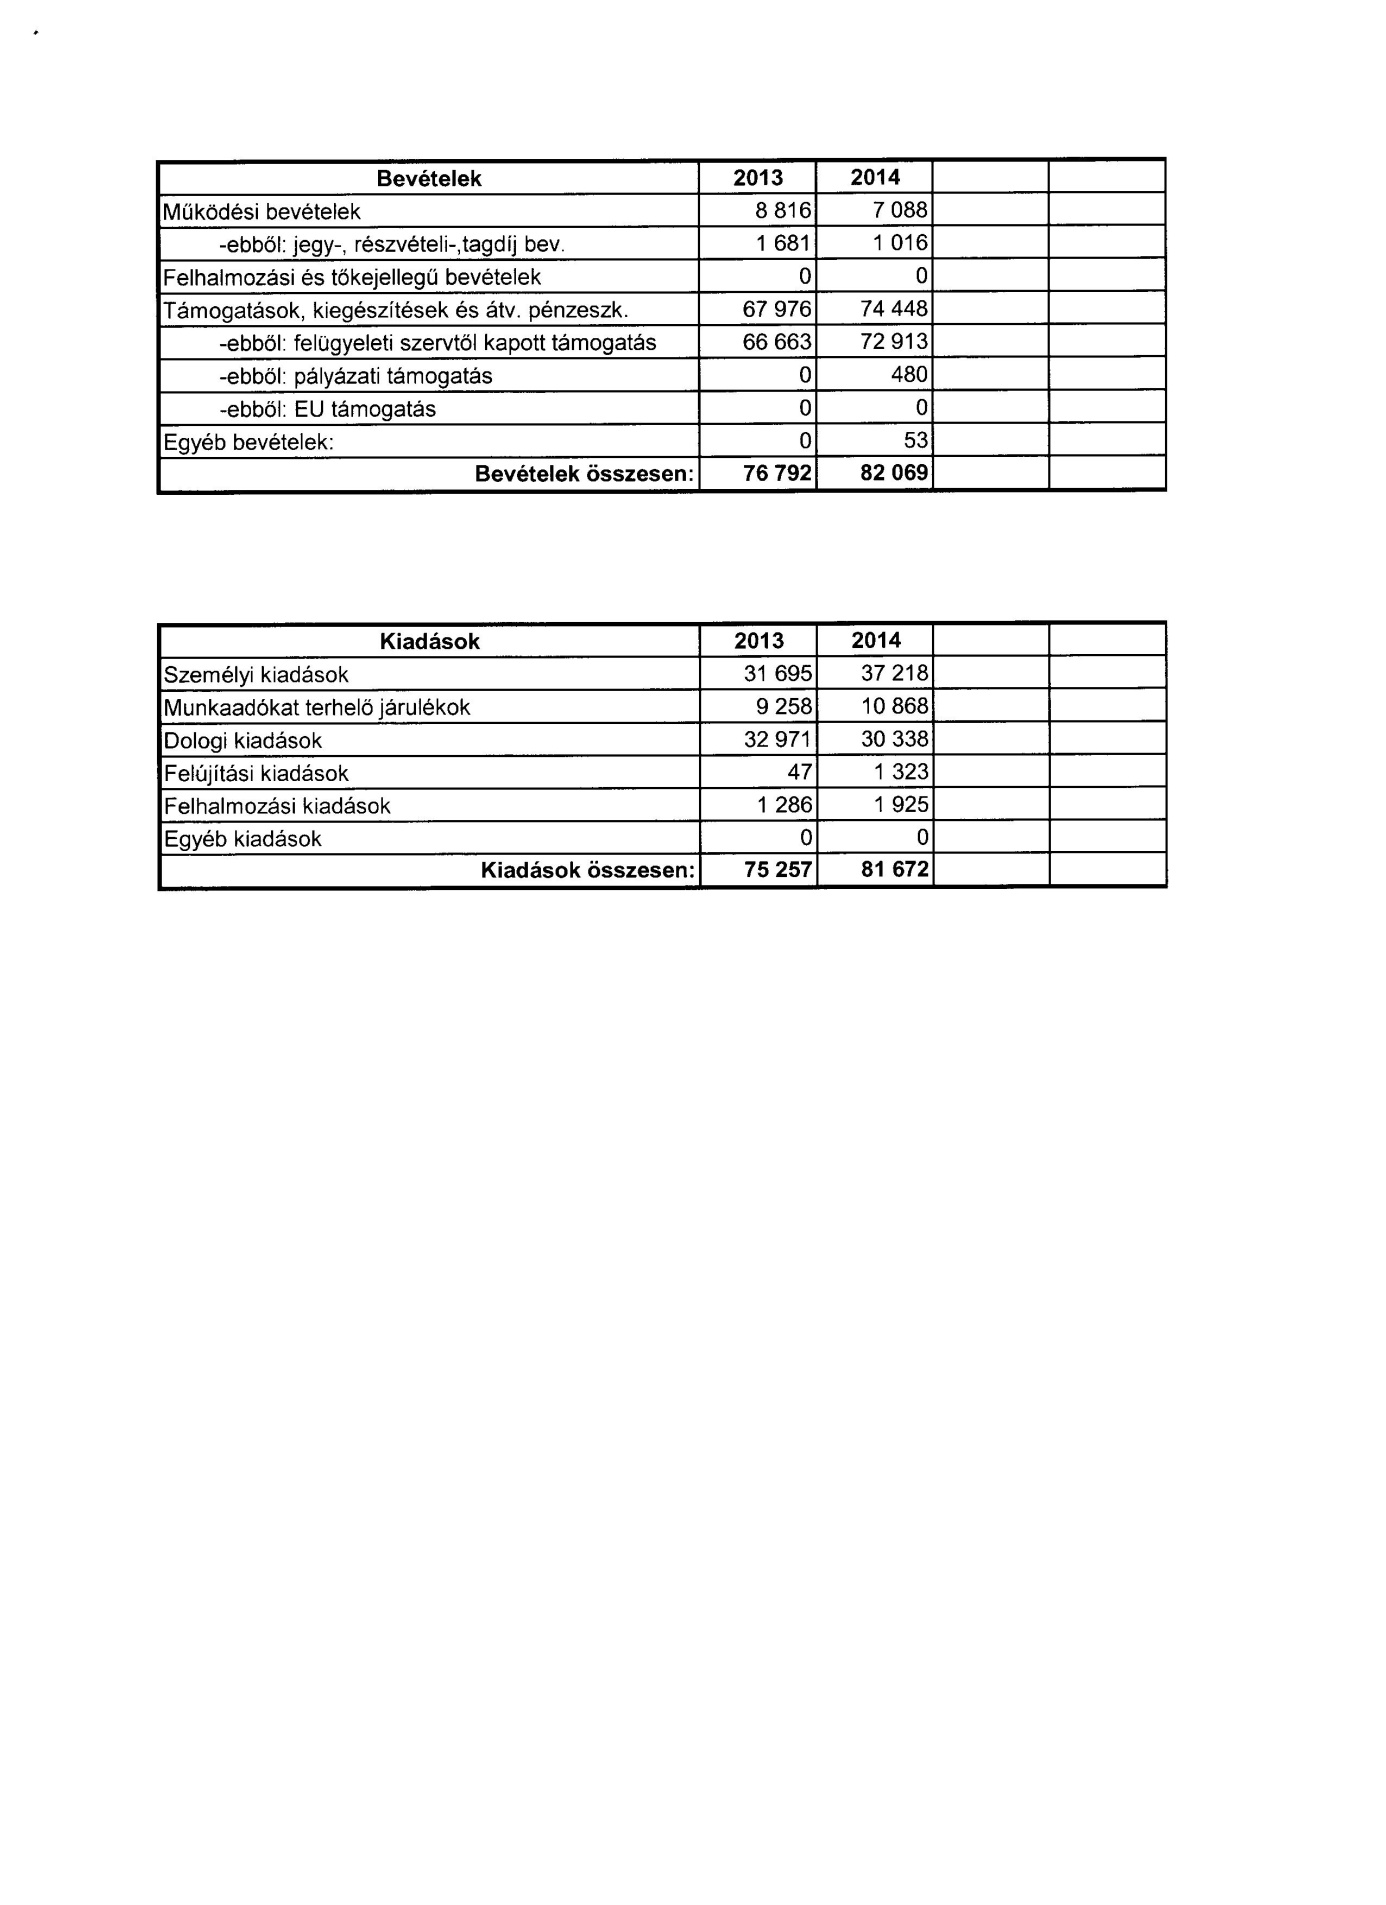 Bevételek 2013 2014
Működési bevételek 8 816 7 088
-ebből: jegy-, részvételi-,tagdíj bev. 1 681 1 016
Felhalmozási és tőkejellegű bevételek 0 0
Támogatások, kiegészítések és átv. pénzeszk. 67 976 74 448
-ebből: felügyeleti szervtől kapott támogatás 66 663 72 913
-ebből: pályázati támogatás 0 480
-ebből: EU támogatás 0 0
Egyéb bevételek: 0 53
Bevételek összesen: 76 792 82 069
Kiadások 2013 2014
Személyi kiadások 31 695 37 218
Munkaadókat terhelő járulékok 9 258 10 868
Dologi kiadások 32 971 30 338
Felújítási kiadások 47 1 323
Felhalmozási kiadások 1 286 1 925
Egyéb kiadások 0 0
Kiadások összesen: 75 257 81 672